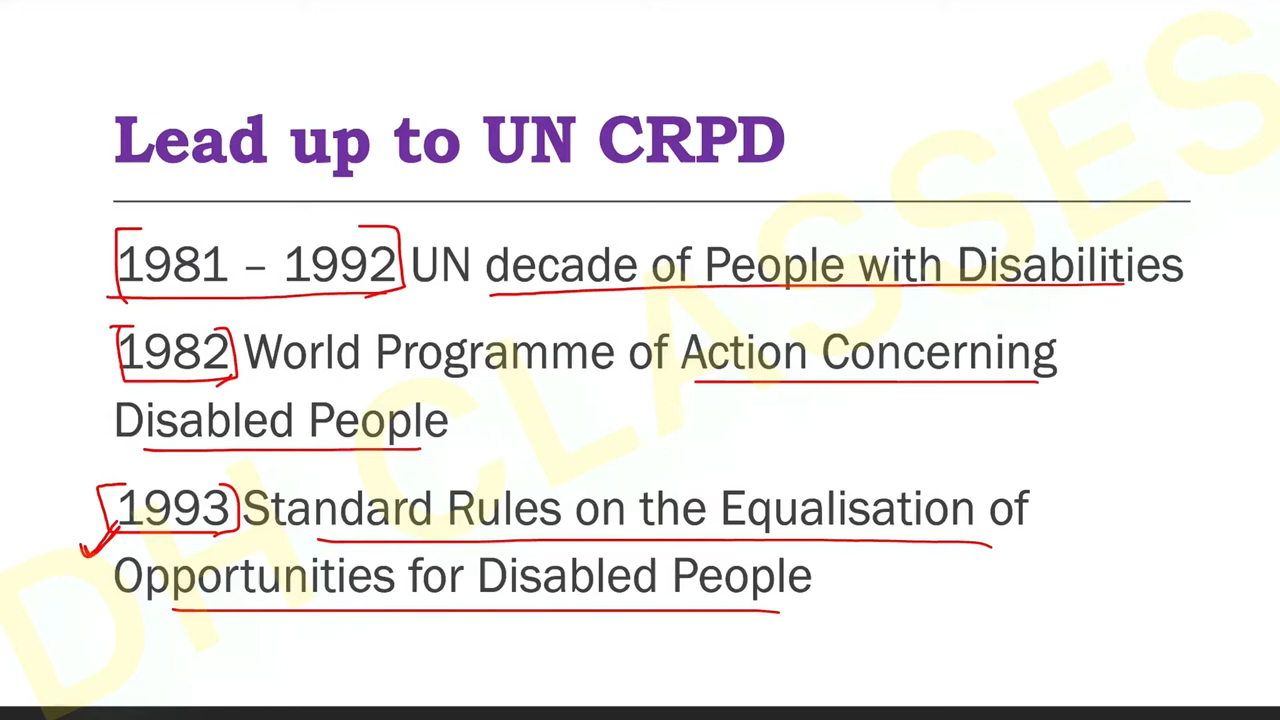 Lead up to UN CRPD
1981 – 1992 UN decade of People with Disabilities
1982 World Programme of Action Concerning
Disabled People
1993 Standard Rules on the Equalisation of
Opportunities for Disabled People
DH CLASSES